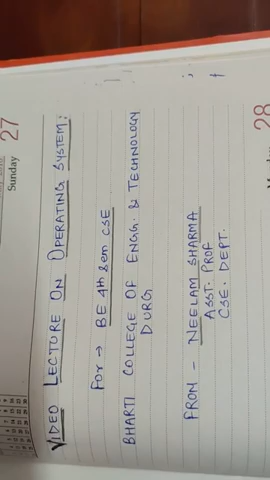 27
Sunday
VIDEO LECTURE ON OPERATING SYSTEM:
FOR → BE 4th sem CSE
BHARTI COLLEGE OF ENGG. & TECHNOLOGY
DURG
FROM - NEELAM SHARMA
ASST. PROF
CSE. DEPT.
28